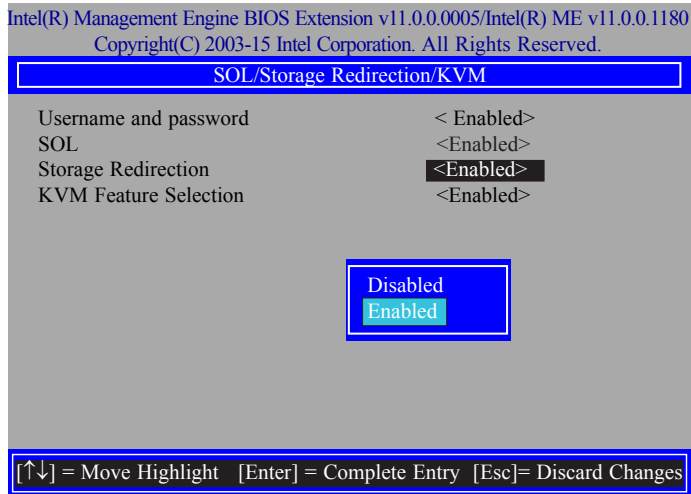 Intel(R) Management Engine BIOS Extension v11.0.0.0005/Intel(R) ME v11.0.0.1180
Copyright(C) 2003-15 Intel Corporation. All Rights Reserved.
SOL/Storage Redirection/KVM
Username and password < Enabled>
SOL <Enabled>
Storage Redirection <Enabled>
KVM Feature Selection <Enabled>
Disabled
Enabled
[↑↓] = Move Highlight [Enter] = Complete Entry [Esc]= Discard Changes